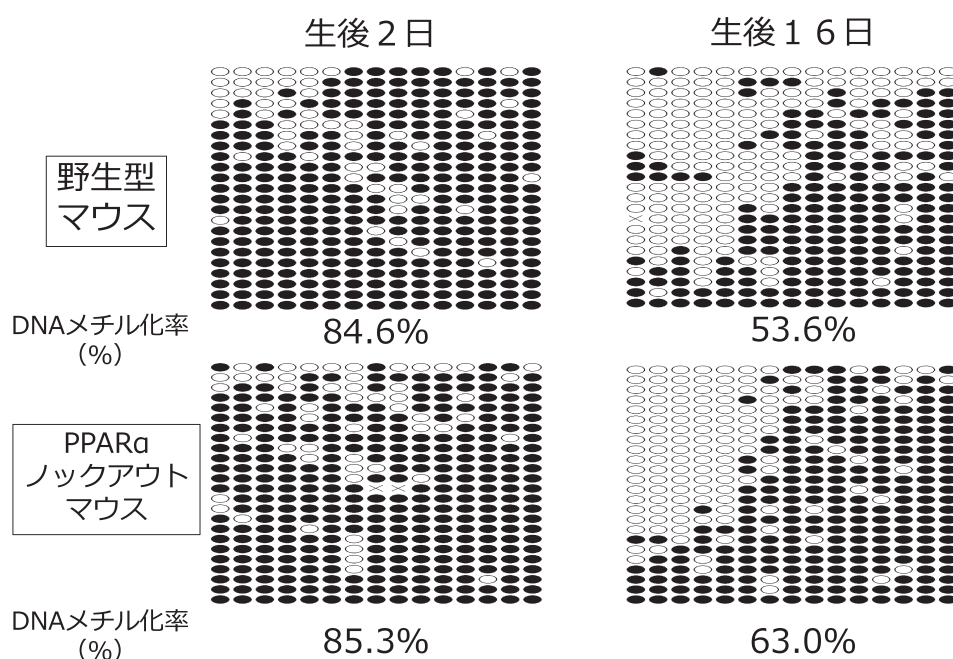 生後２日
生後１６日
野生型
マウス
DNAメチル化率
（%）
84.6%
53.6%
PPARα
ノックアウト
マウス
DNAメチル化率
（%）
85.3%
63.0%